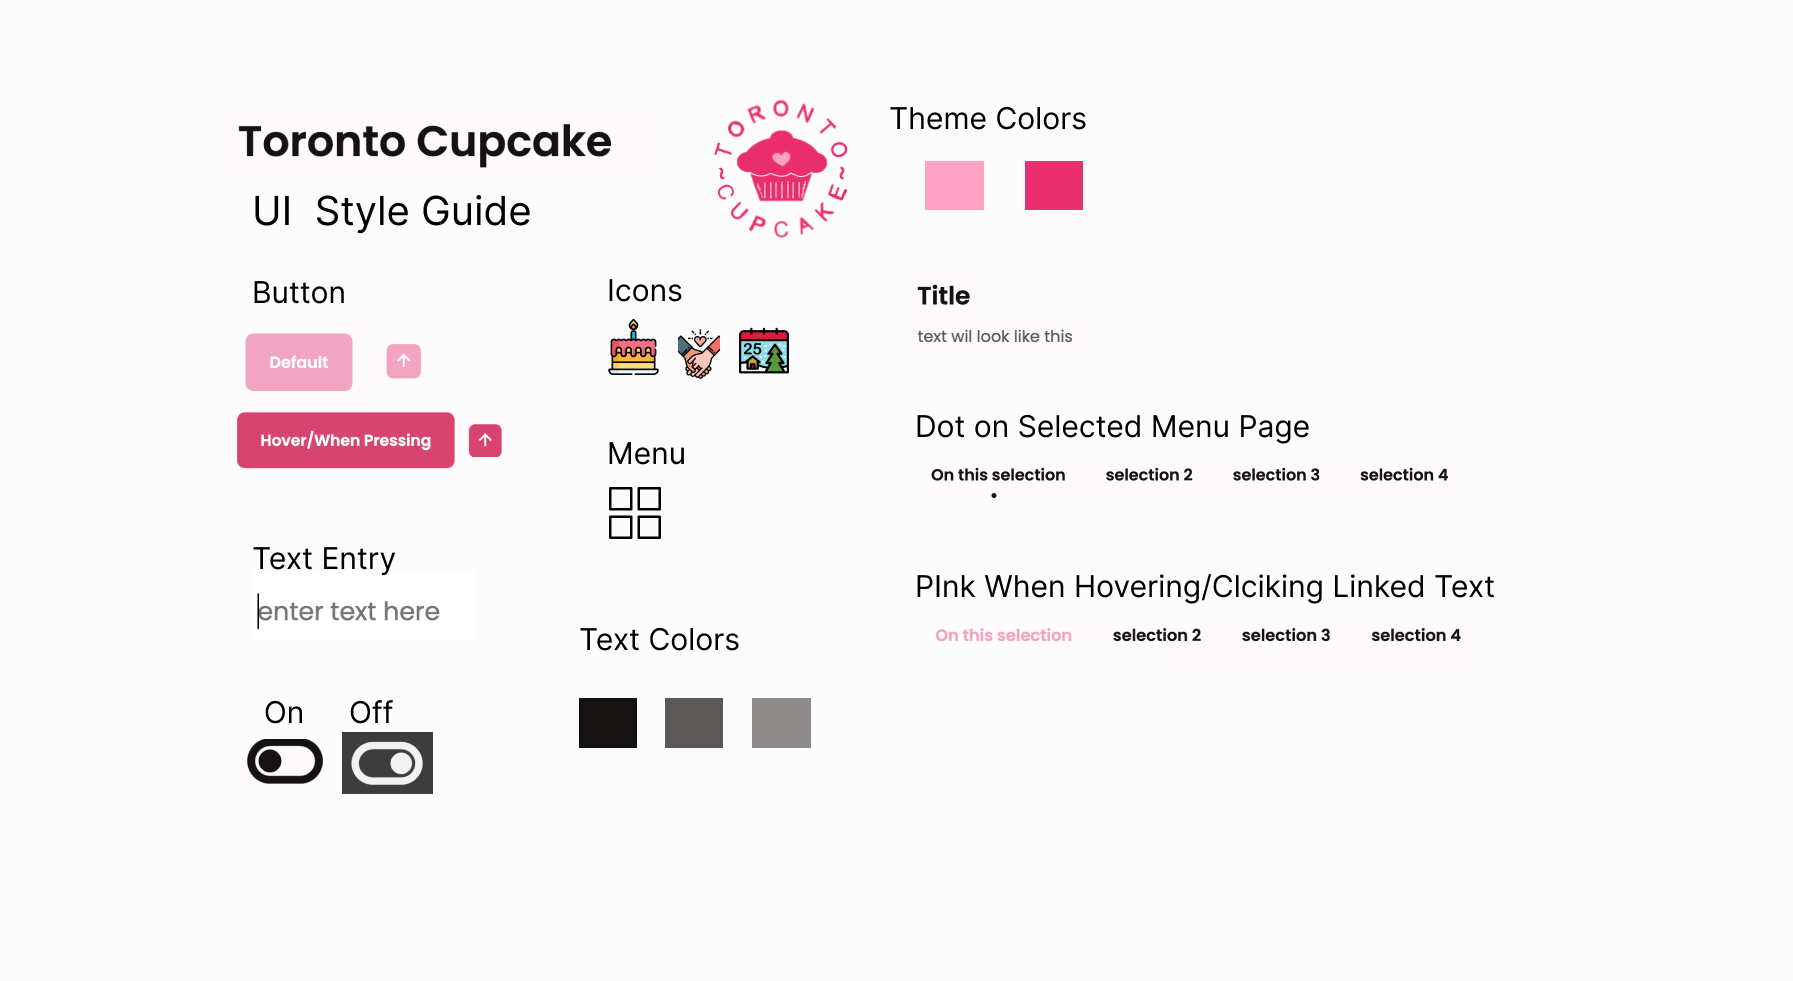 Toronto Cupcake
UI Style Guide
TORONTO
~CUPCAKE~
Theme Colors
Button
Default
Hover/When Pressing
Icons
25
Title
text wil look like this
Menu
Dot on Selected Menu Page
On this selection selection 2 selection 3 selection 4
Text Entry
enter text here
PInk When Hovering/Clciking Linked Text
On this selection selection 2 selection 3 selection 4
Text Colors
On Off